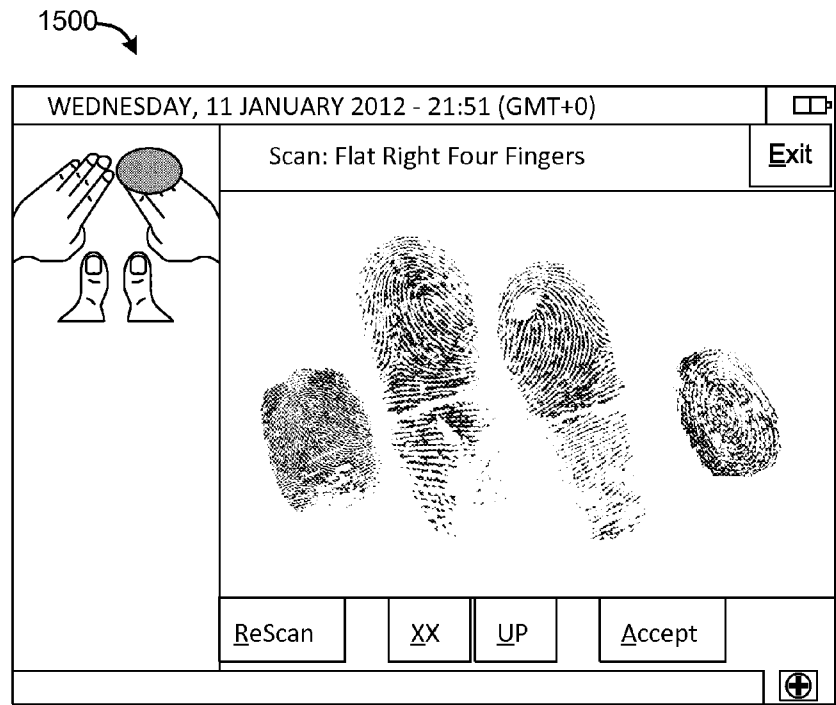 1500
WEDNESDAY, 11 JANUARY 2012 - 21:51 (GMT+0)
Scan: Flat Right Four Fingers
Exit
ReScan
XX
UP
Accept